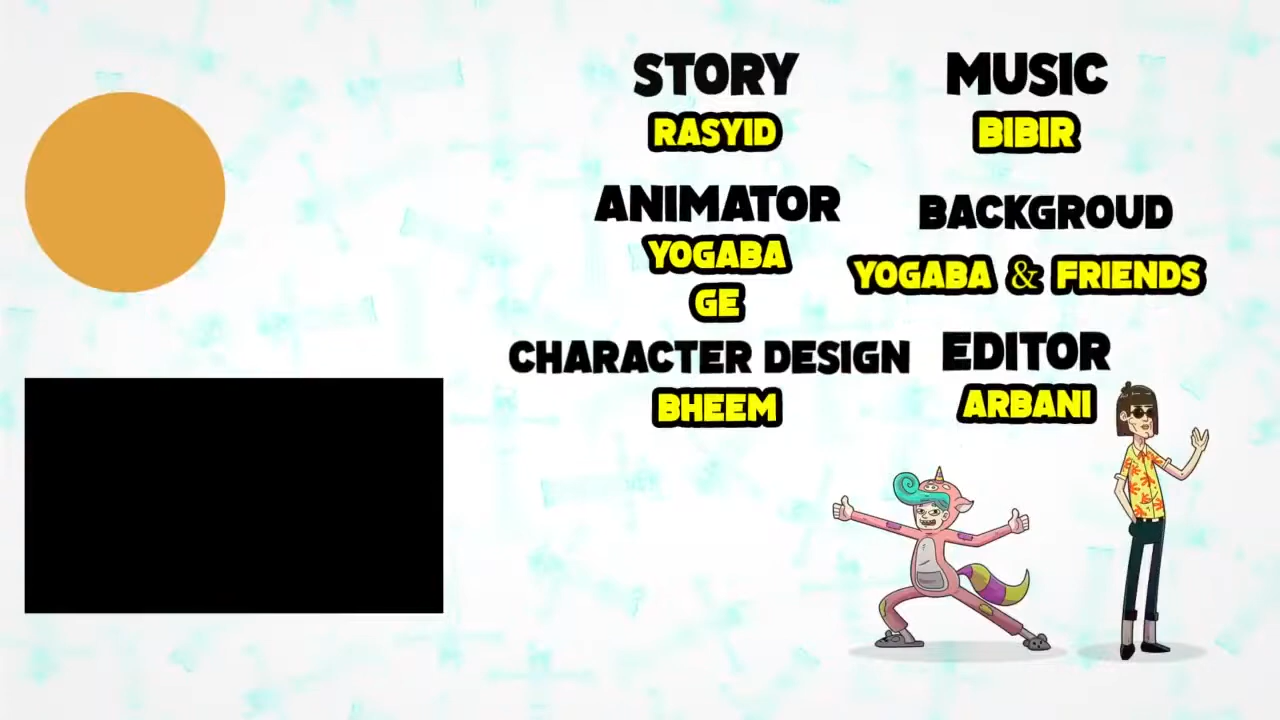 STORY
RASYID
MUSIC
BIBIR
ANIMATOR
YOGABA
GE
BACKGROUD
YOGABA & FRIENDS
CHARACTER DESIGN
BHEEM
EDITOR
ARBANI